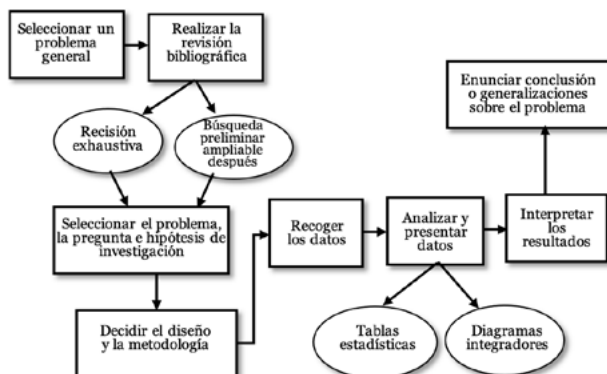 Seleccionar un
problema
general
Realizar la
revisión
bibliográfica
Recisión
exhaustiva
Búsqueda
preliminar
ampliable
después
Seleccionar el problema,
la pregunta e hipótesis de
investigación
Decidir el diseño
y la metodología
Recoger
los datos
Analizar y
presentar
datos
Tablas
estadísticas
Diagramas
integradores
Interpretar
los
resultados
Enunciar conclusión
o generalizaciones
sobre el problema